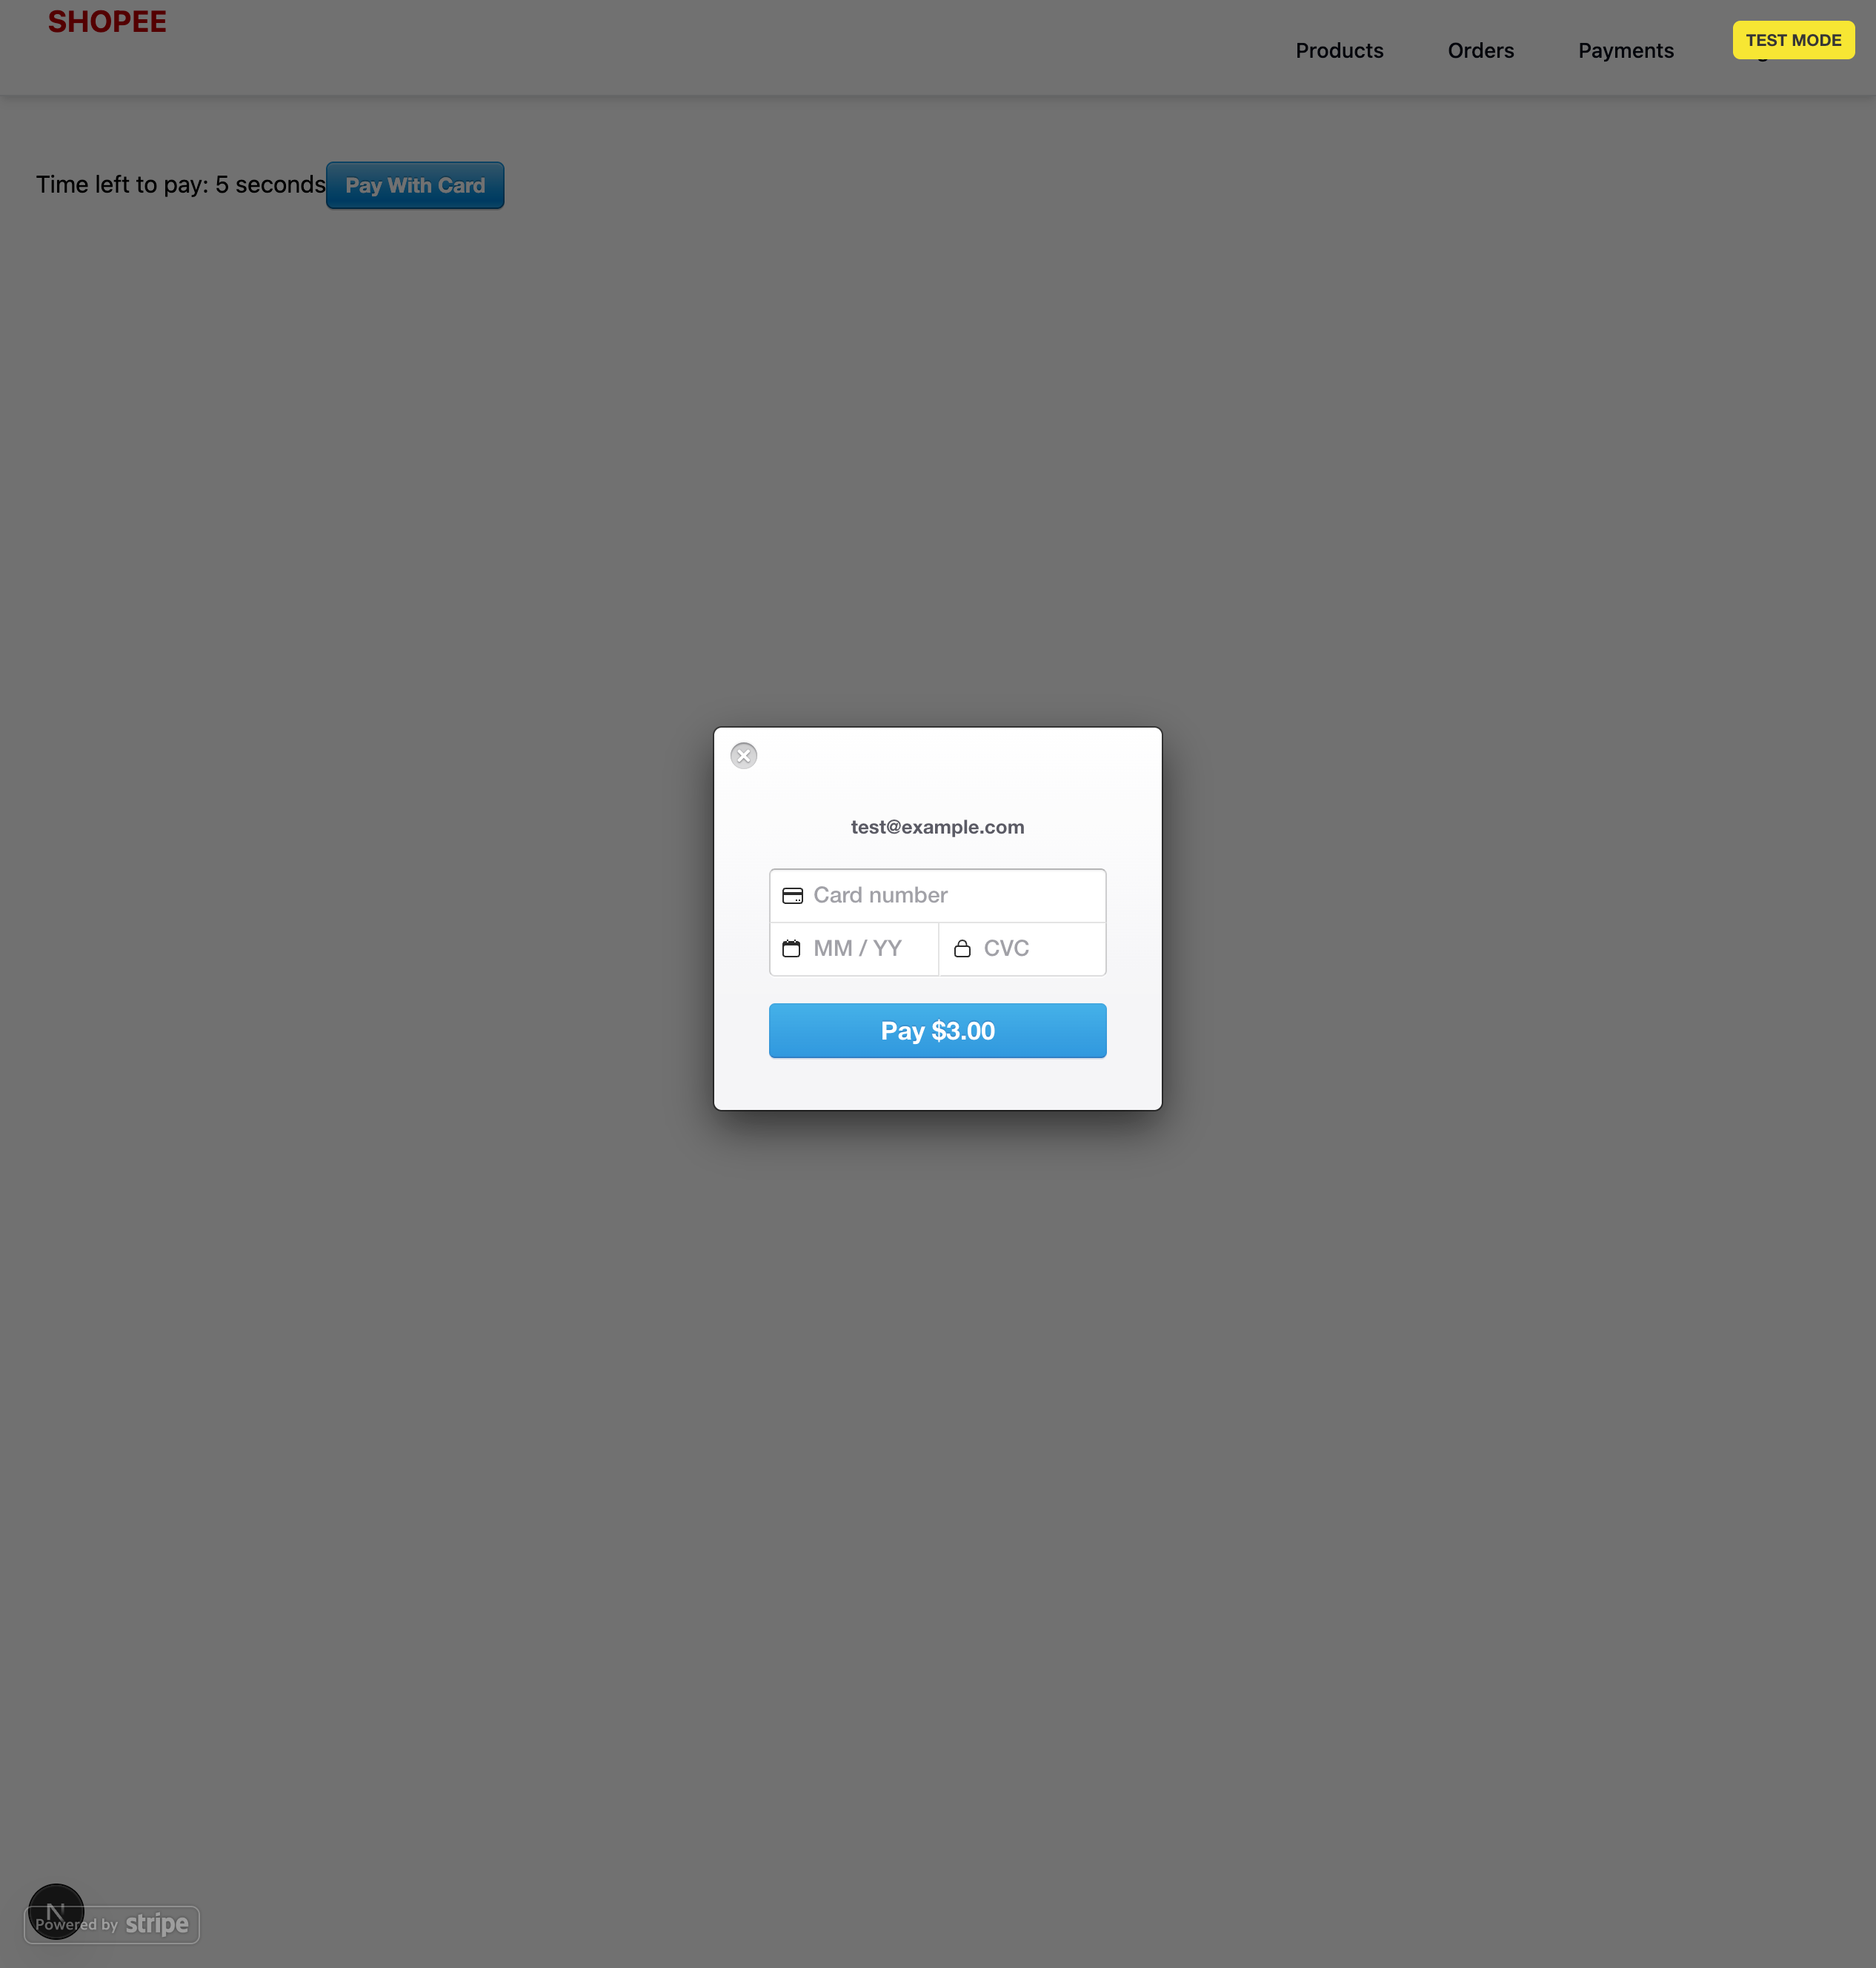 SHOPEE
Products Orders Payments
TEST MODE
Time left to pay: 5 seconds Pay With Card
test@example.com
Card number
MM / YY CVC
Pay $3.00
N
Powered by stripe